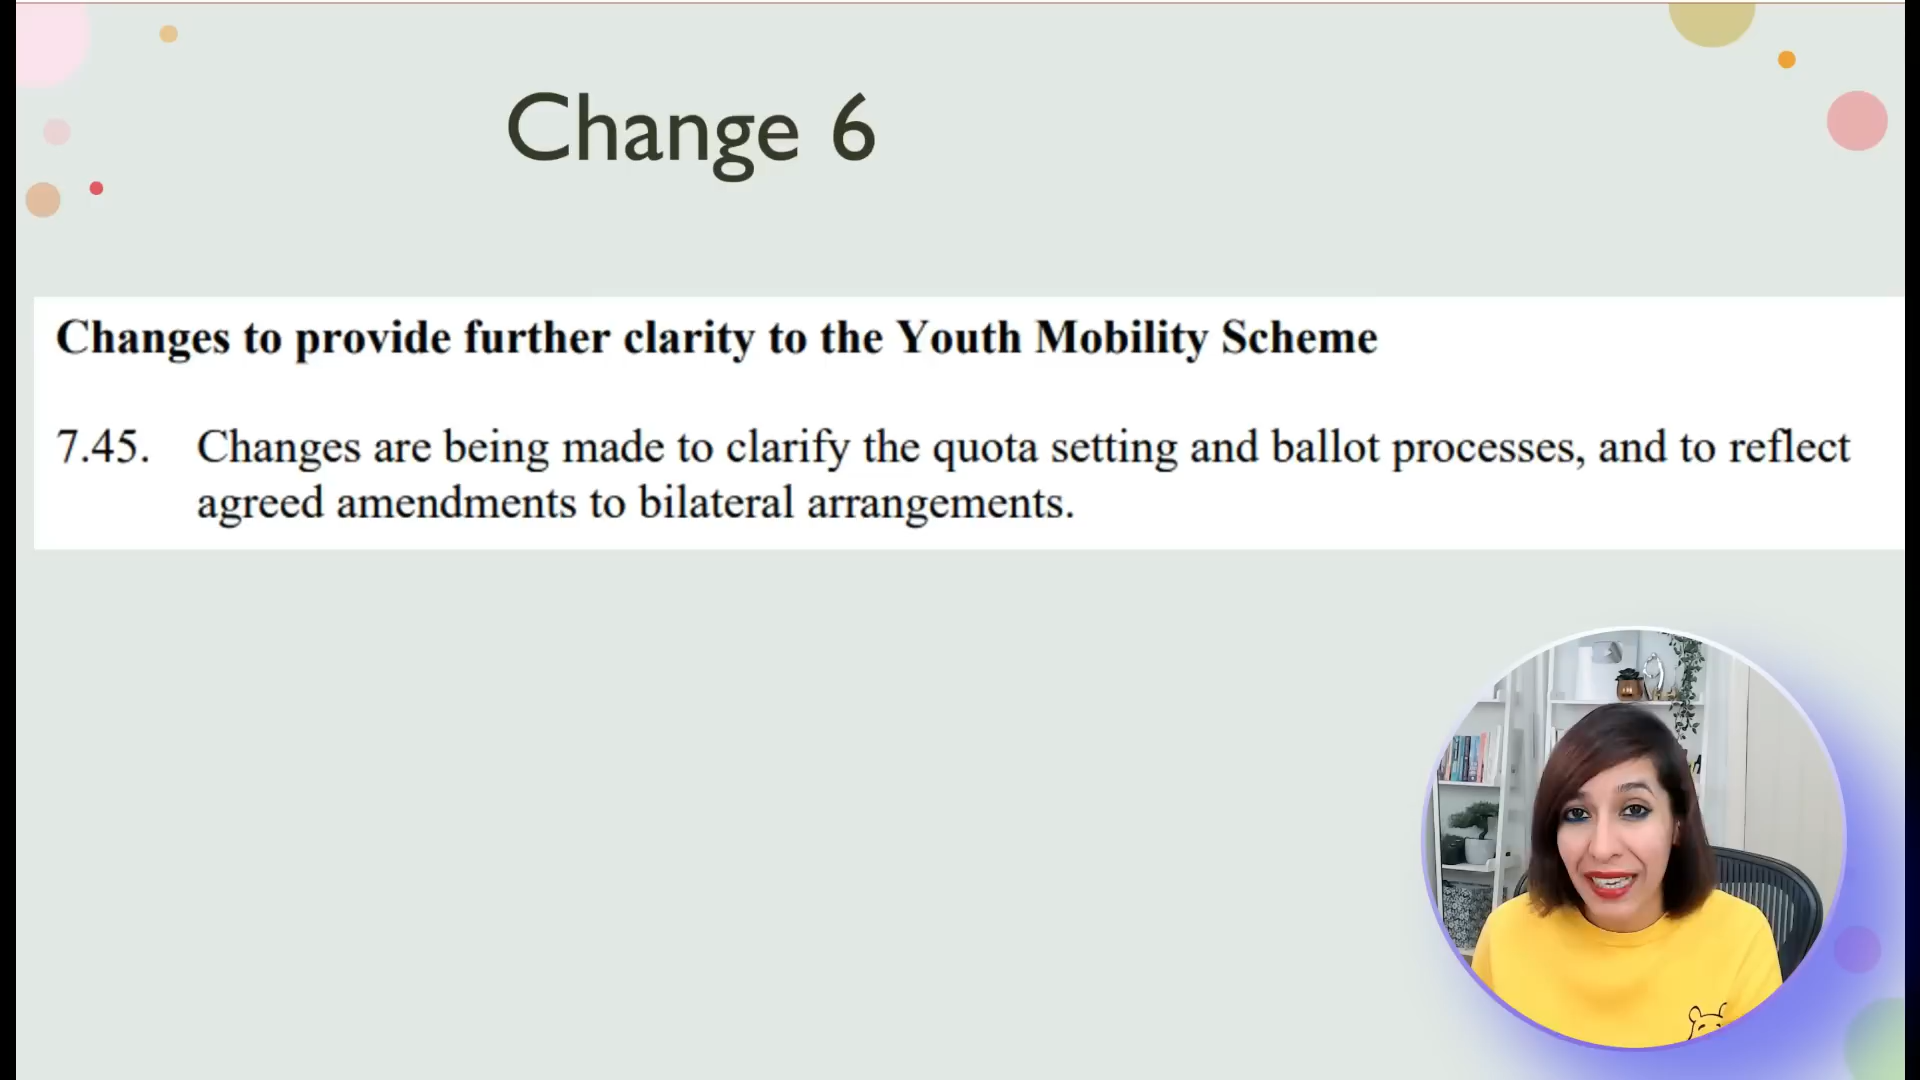 Change 6
Changes to provide further clarity to the Youth Mobility Scheme
7.45. Changes are being made to clarify the quota setting and ballot processes, and to reflect
agreed amendments to bilateral arrangements.